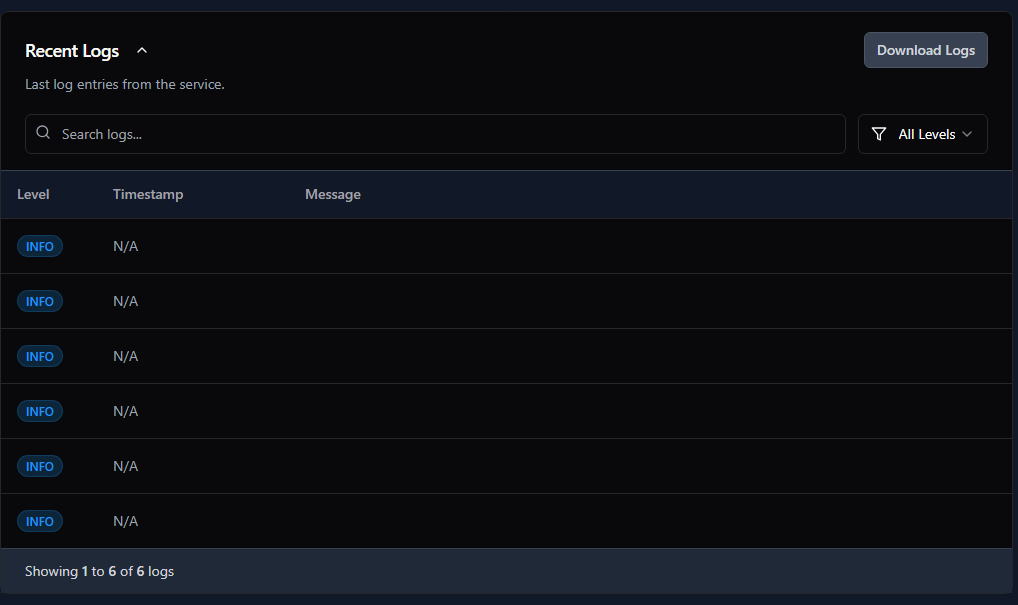 Recent Logs
Download Logs
Last log entries from the service.
Search logs...
All Levels
Level Timestamp Message
INFO N/A
INFO N/A
INFO N/A
INFO N/A
INFO N/A
INFO N/A
Showing 1 to 6 of 6 logs